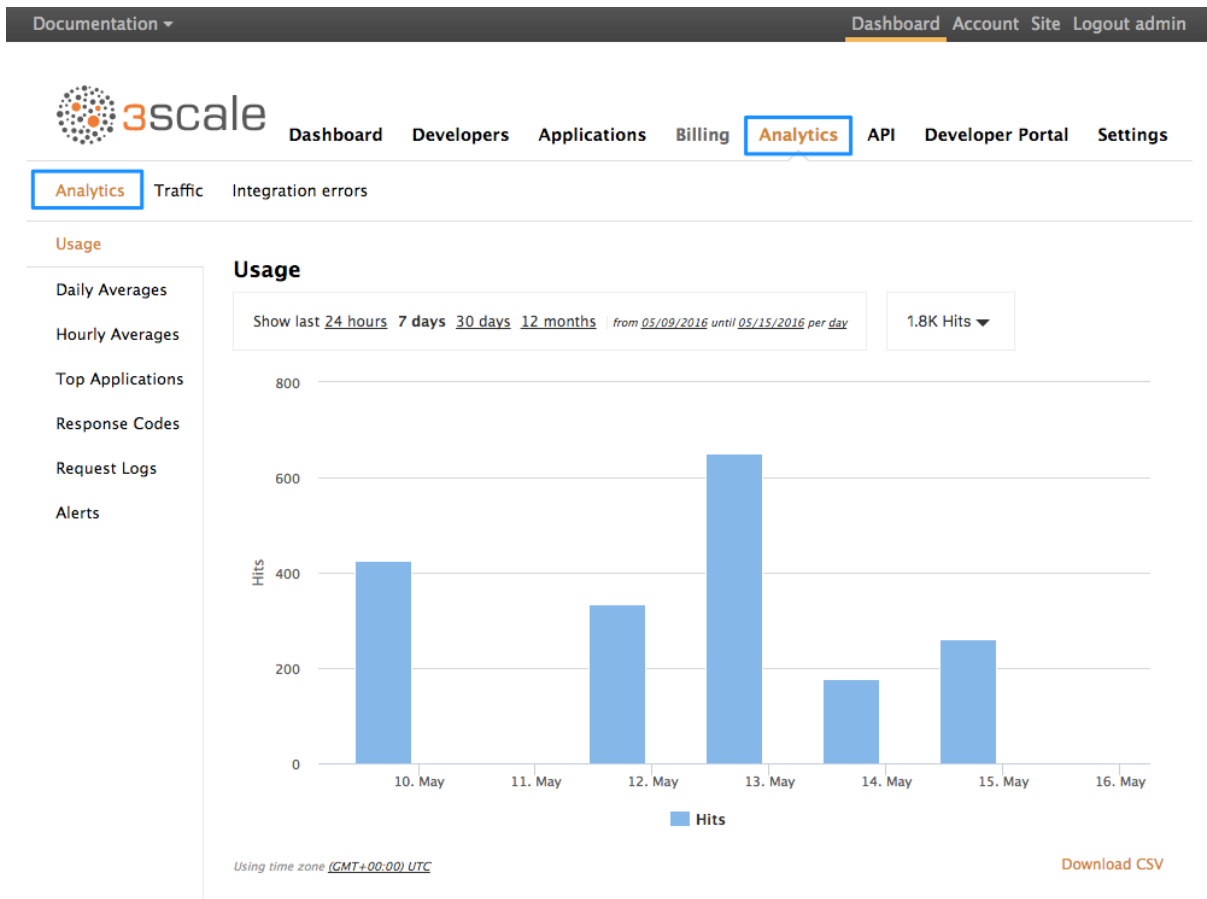 Documentation Dashboard Account Site Logout admin
3scale
Dashboard Developers Applications Billing Analytics API Developer Portal Settings
Analytics Traffic Integration errors
Usage
Daily Averages
Hourly Averages
Top Applications
Response Codes
Request Logs
Alerts
Usage
Show last 24 hours 7 days 30 days 12 months from 05/09/2016 until 05/15/2016 per day
1.8K Hits
800
600
400
200
0
Hits
10. May 11. May 12. May 13. May 14. May 15. May 16. May
Hits
Using time zone (GMT+00:00) UTC
Download CSV